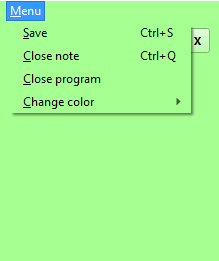 Menu
Save Ctrl+S
X
Close note Ctrl+Q
Close program
Change color